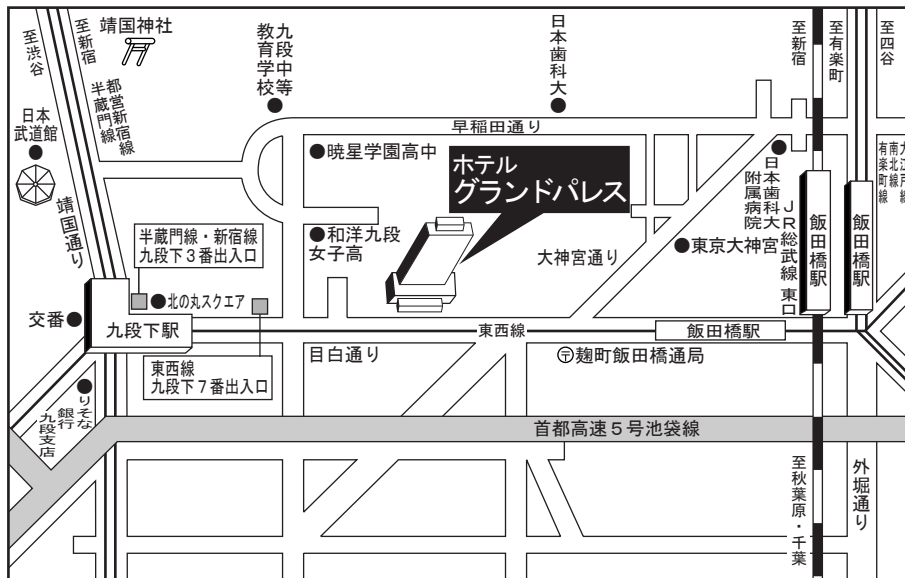 至渋谷
至新宿
靖国神社
都営新宿線
半蔵門線
九段中等
教育学校
日本歯科大
至新宿
至有楽町
至四谷
日本
武道館
早稲田通り
暁星学園高中
ホテル
グランドパレス
日本歯科大
附属病院
大江戸線
南北線
有楽町線
靖国通り
半蔵門線・新宿線
九段下3番出入口
和洋九段
女子高
大神宮通り
東京大神宮
JR総武線 東口
飯田橋駅
飯田橋駅
北の丸スクエア
交番
九段下駅
東西線
飯田橋駅
目白通り
〒麹町飯田橋通局
東西線
九段下7番出入口
りそな
銀行
九段支店
首都高速5号池袋線
至秋葉原・千葉
外堀通り